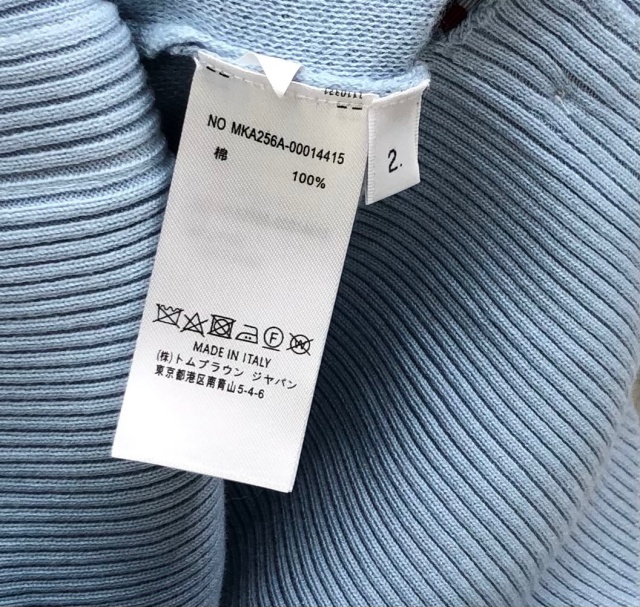 NO MKA256A-00014415
棉
100%
2.
MADE IN ITALY
(株)トムブラウン ジャパン
東京都港区南青山5-4-6